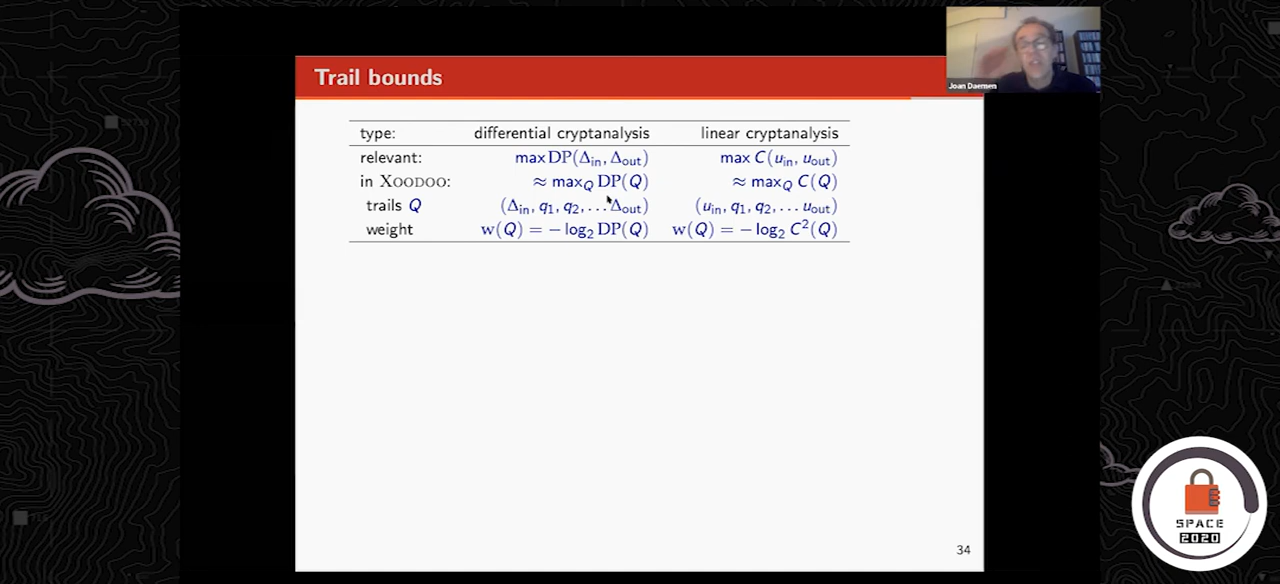 Joan Daemen
Trail bounds
type: differential cryptanalysis linear cryptanalysis
relevant: max DP(Δin, Δout) max C(uin, uout)
in XOODOO: ≈ maxQ DP(Q) ≈ maxQ C(Q)
trails Q (Δin, q1, q2, . . . Δout) (uin, q1, q2, . . . uout)
weight w(Q) = − log2 DP(Q) w(Q) = − log2 C²(Q)
34
SPACE
2020